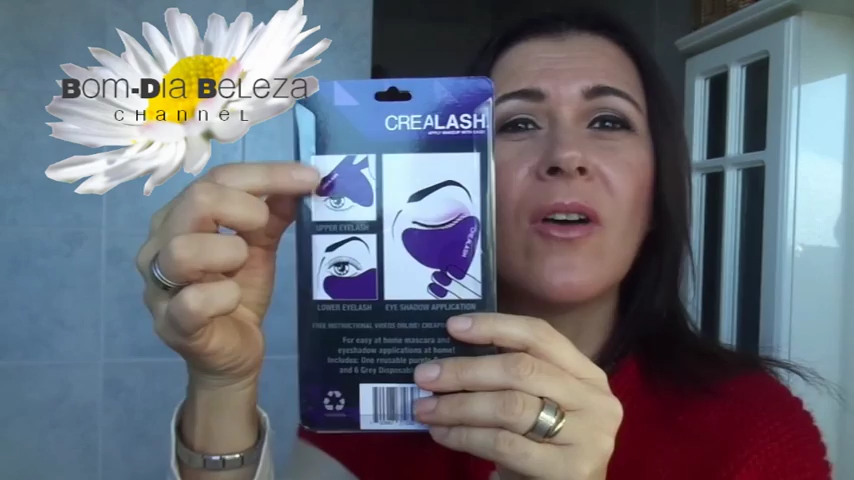 Bom-Dia Beleza
CHanneL
CREALASH
APPLY MAKEUP WITH EASE!
UPPER EYELASH
LOWER EYELASH
EYE SHADOW APPLICATION
FREE INSTRUCTIONAL VIDEOS ONLINE!
For easy at home mascara and
eyeshadow applications at home!
Includes: One reusable purple
and 6 Grey